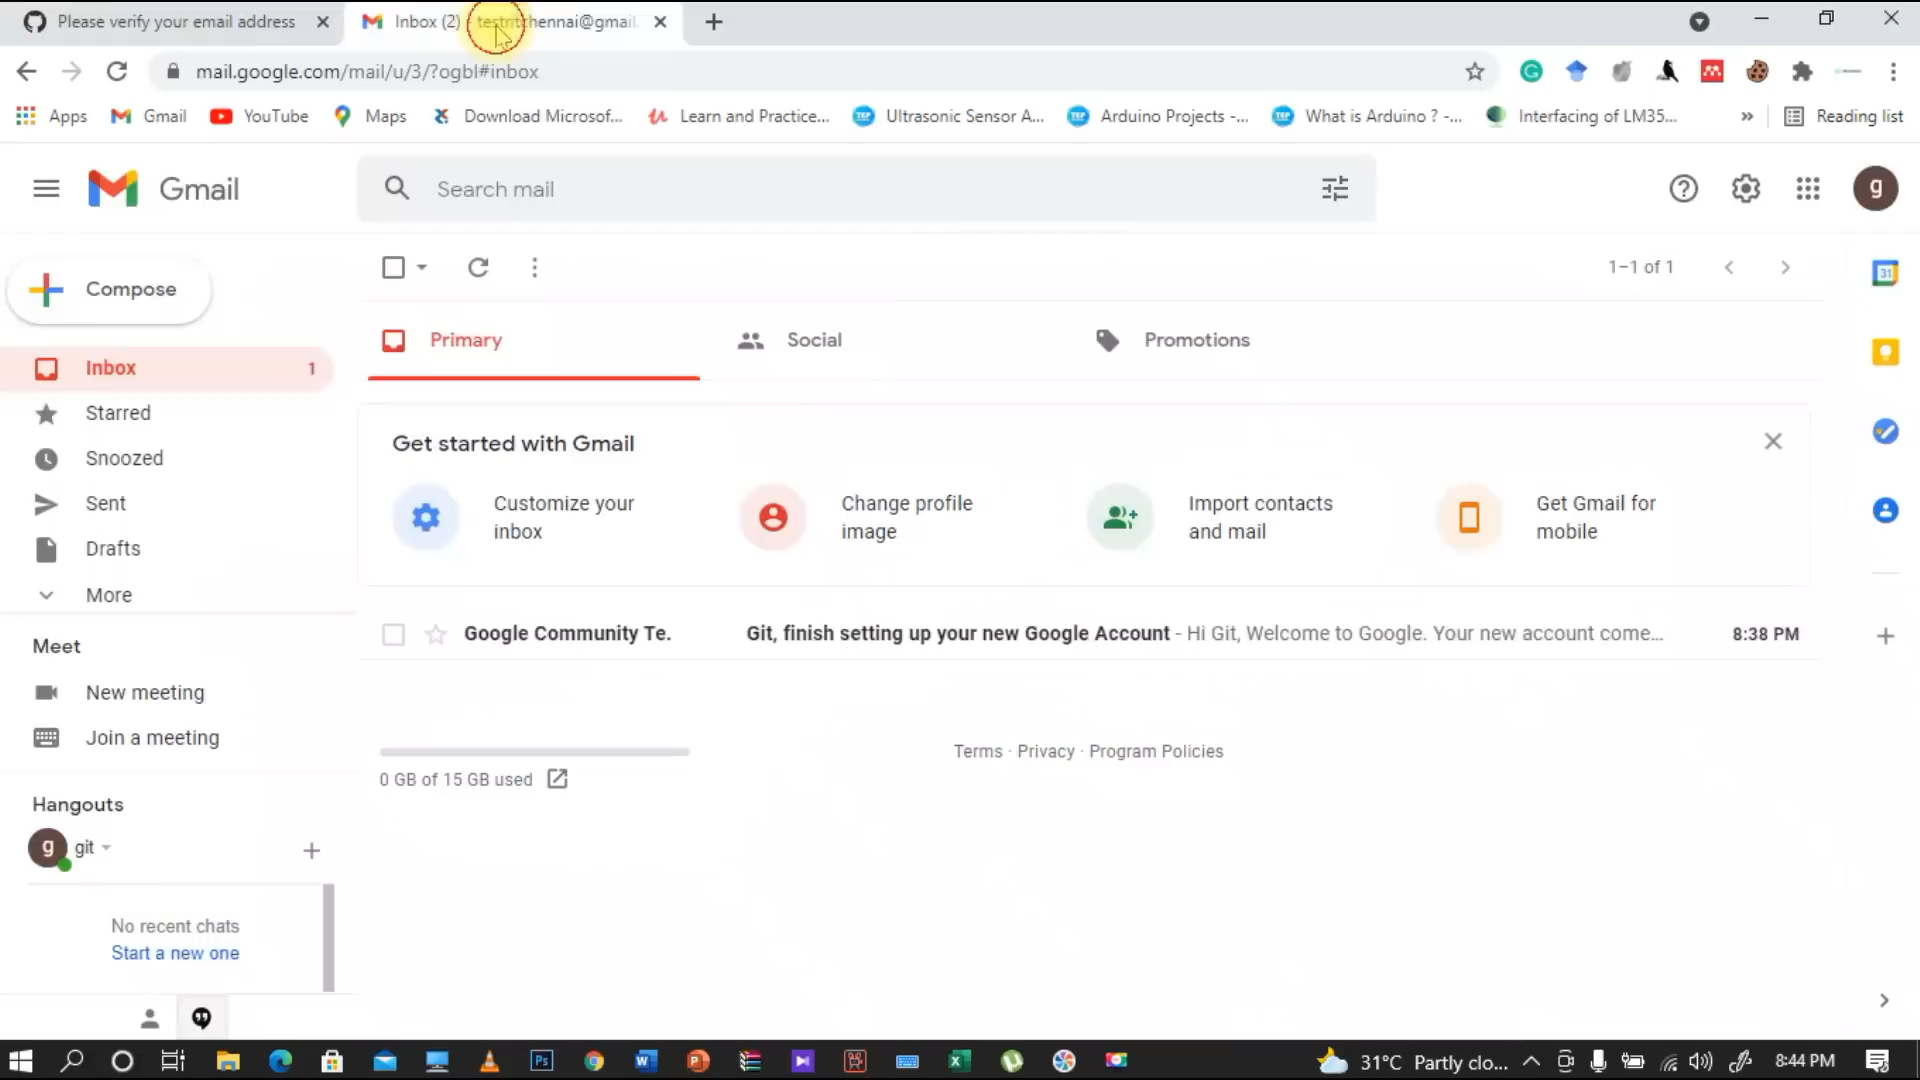 Please verify your email address
Inbox (2) - testritchennai@gmail.
mail.google.com/mail/u/3/?ogbl#inbox
Apps
Gmail
YouTube
Maps
Download Microsof...
Learn and Practice...
Ultrasonic Sensor A...
Arduino Projects -...
What is Arduino ? -...
Interfacing of LM35...
»
Reading list
Gmail
Search mail
g
Compose
1–1 of 1
31
Primary
Social
Promotions
Inbox 1
Starred
Snoozed
Sent
Drafts
More
Get started with Gmail
Customize your
inbox
Change profile
image
Import contacts
and mail
Get Gmail for
mobile
Google Community Te. Git, finish setting up your new Google Account - Hi Git, Welcome to Google. Your new account come... 8:38 PM
Meet
New meeting
Join a meeting
0 GB of 15 GB used
Terms · Privacy · Program Policies
Hangouts
g git
No recent chats
Start a new one
31°C Partly clo...
8:44 PM